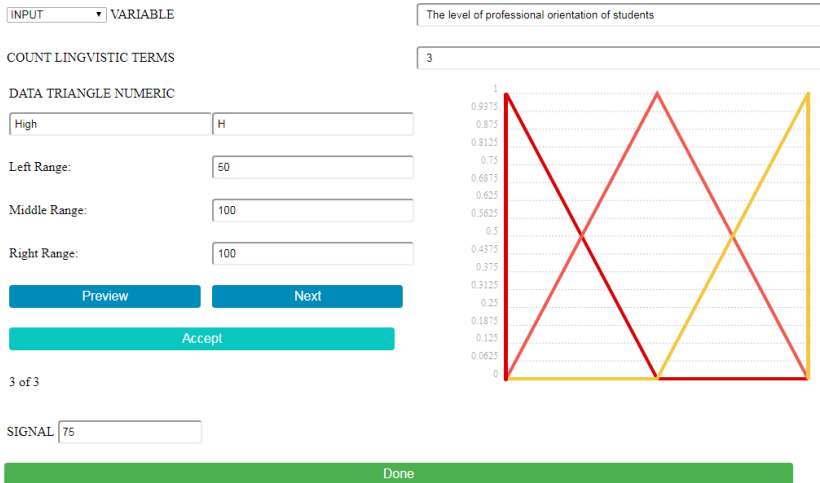 INPUT VARIABLE The level of professional orientation of students
COUNT LINGVISTIC TERMS 3
DATA TRIANGLE NUMERIC
High H
Left Range: 50
Middle Range: 100
Right Range: 100
Preview Next
Accept
3 of 3
SIGNAL 75
1
0.9375
0.875
0.8125
0.75
0.6875
0.625
0.5625
0.5
0.4375
0.375
0.3125
0.25
0.1875
0.125
0.0625
0
Done